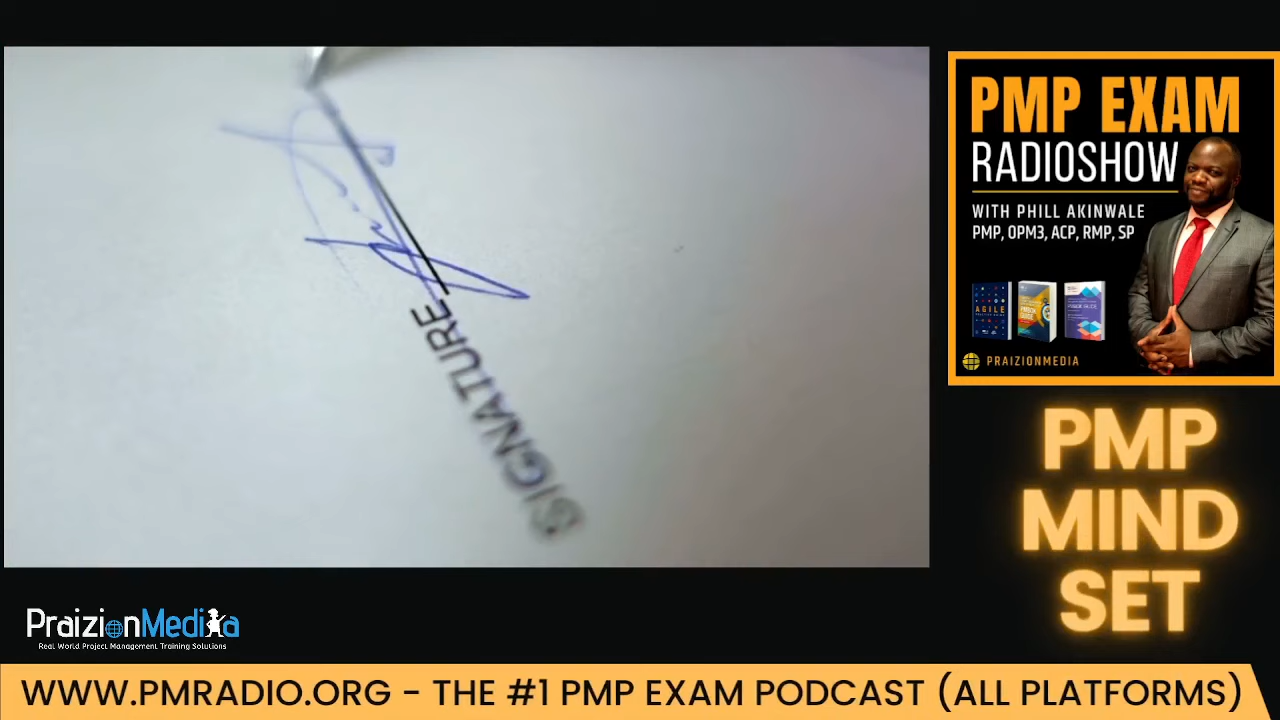 SIGNATURE
PMP EXAM
RADIOSHOW
WITH PHILL AKINWALE
PMP, OPM3, ACP, RMP, SP
AGILE
PRAIZIONMEDIA
PMP
MIND
SET
PraizionMedia
Real World Project Management Training Solutions
WWW.PMRADIO.ORG - THE #1 PMP EXAM PODCAST (ALL PLATFORMS)